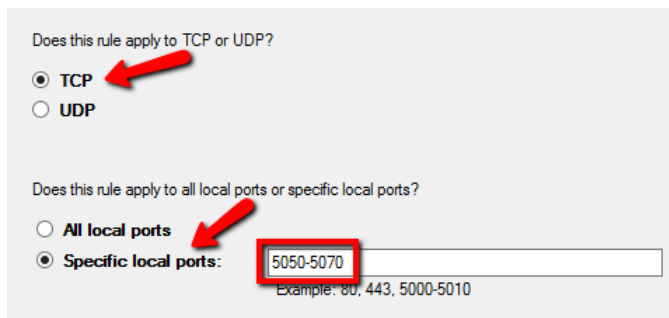 Does this rule apply to TCP or UDP?
TCP
UDP
Does this rule apply to all local ports or specific local ports?
All local ports
Specific local ports: 5050-5070
Example: 80, 443, 5000-5010